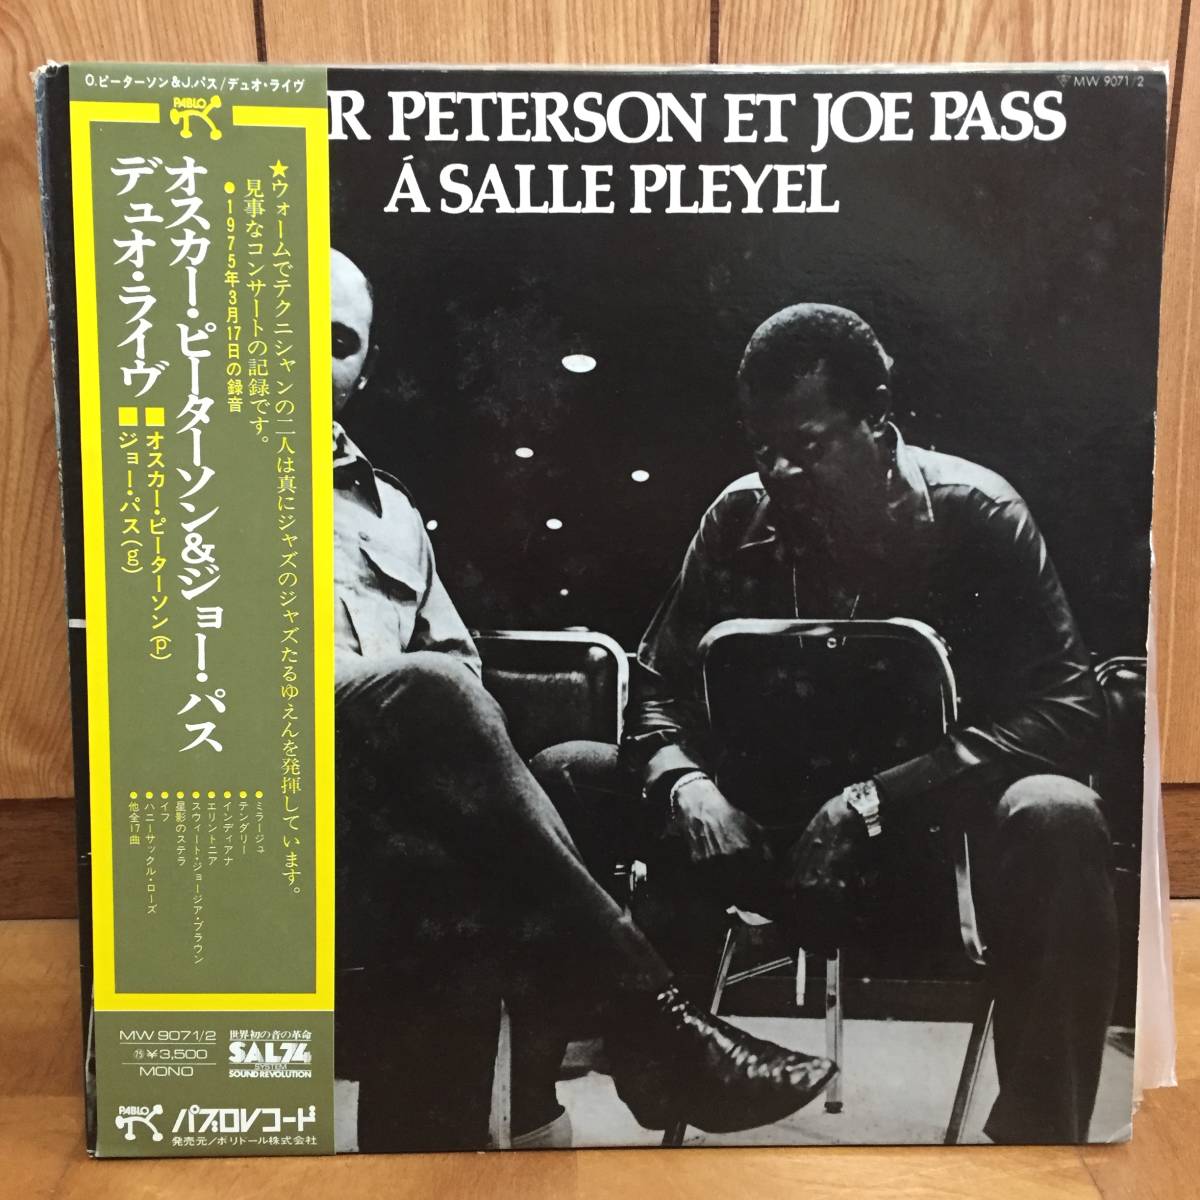 O.ピーターソン&J.パス/デュオ・ライヴ
PABLO
MW 9071/2
R PETERSON ET JOE PASS
Á SALLE PLEYEL
★ウォームでテクニシャンの二人は真にジャズのジャズたるゆえんを発揮しています。
見事なコンサートの記録です。
●1975年3月17日の録音
オスカー・ピーターソン&ジョー・パス
デュオ・ライヴ
■オスカー・ピーターソン(p)
■ジョー・パス(g)
●ミラージュ
●テンダリー
●インディアナ
●エリントニア
●スウィート・ジョージア・ブラウン
●星影のステラ
●イフ
●ハニーサックル・ローズ
●他全17曲
MW 9071/2
㊄¥3,500
MONO
世界初の音の革命
SAL74
SYSTEM
SOUND REVOLUTION
PABLO
パブロレコード
発売元/ポリドール株式会社